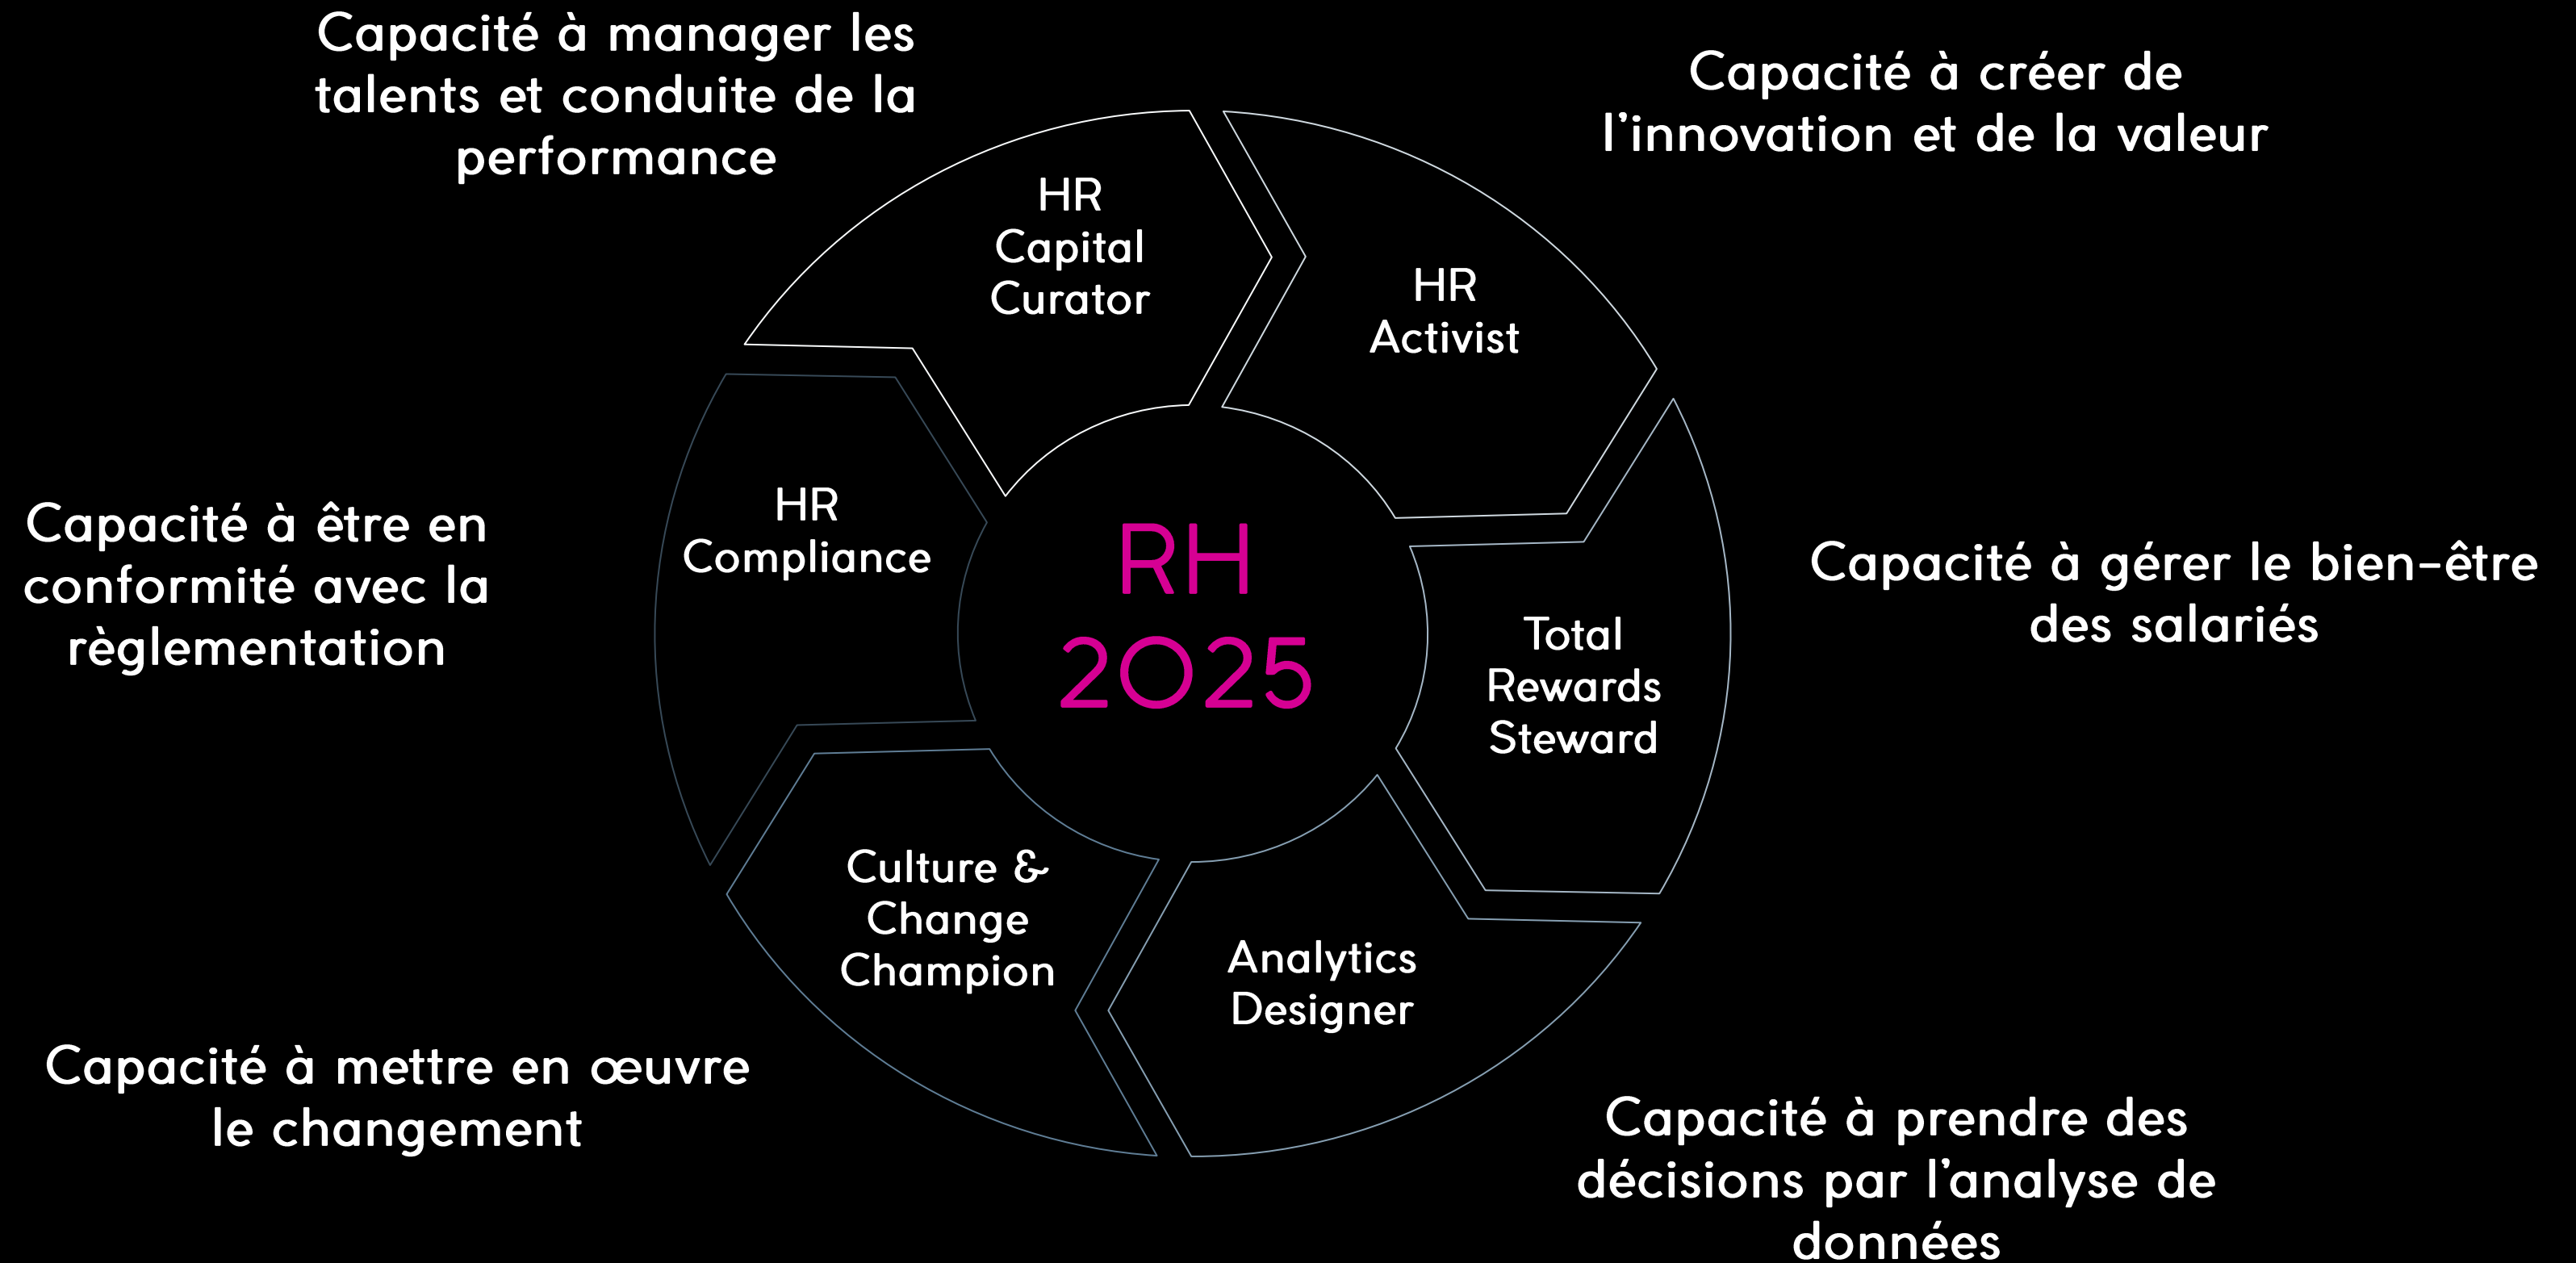 Capacité à manager les
talents et conduite de la
performance
Capacité à créer de
l'innovation et de la valeur
HR
Capital
Curator
HR
Activist
Capacité à être en
conformité avec la
règlementation
HR
Compliance
RH
2025
Capacité à gérer le bien-être
des salariés
Total
Rewards
Steward
Culture &
Change
Champion
Analytics
Designer
Capacité à mettre en œuvre
le changement
Capacité à prendre des
décisions par l'analyse de
données